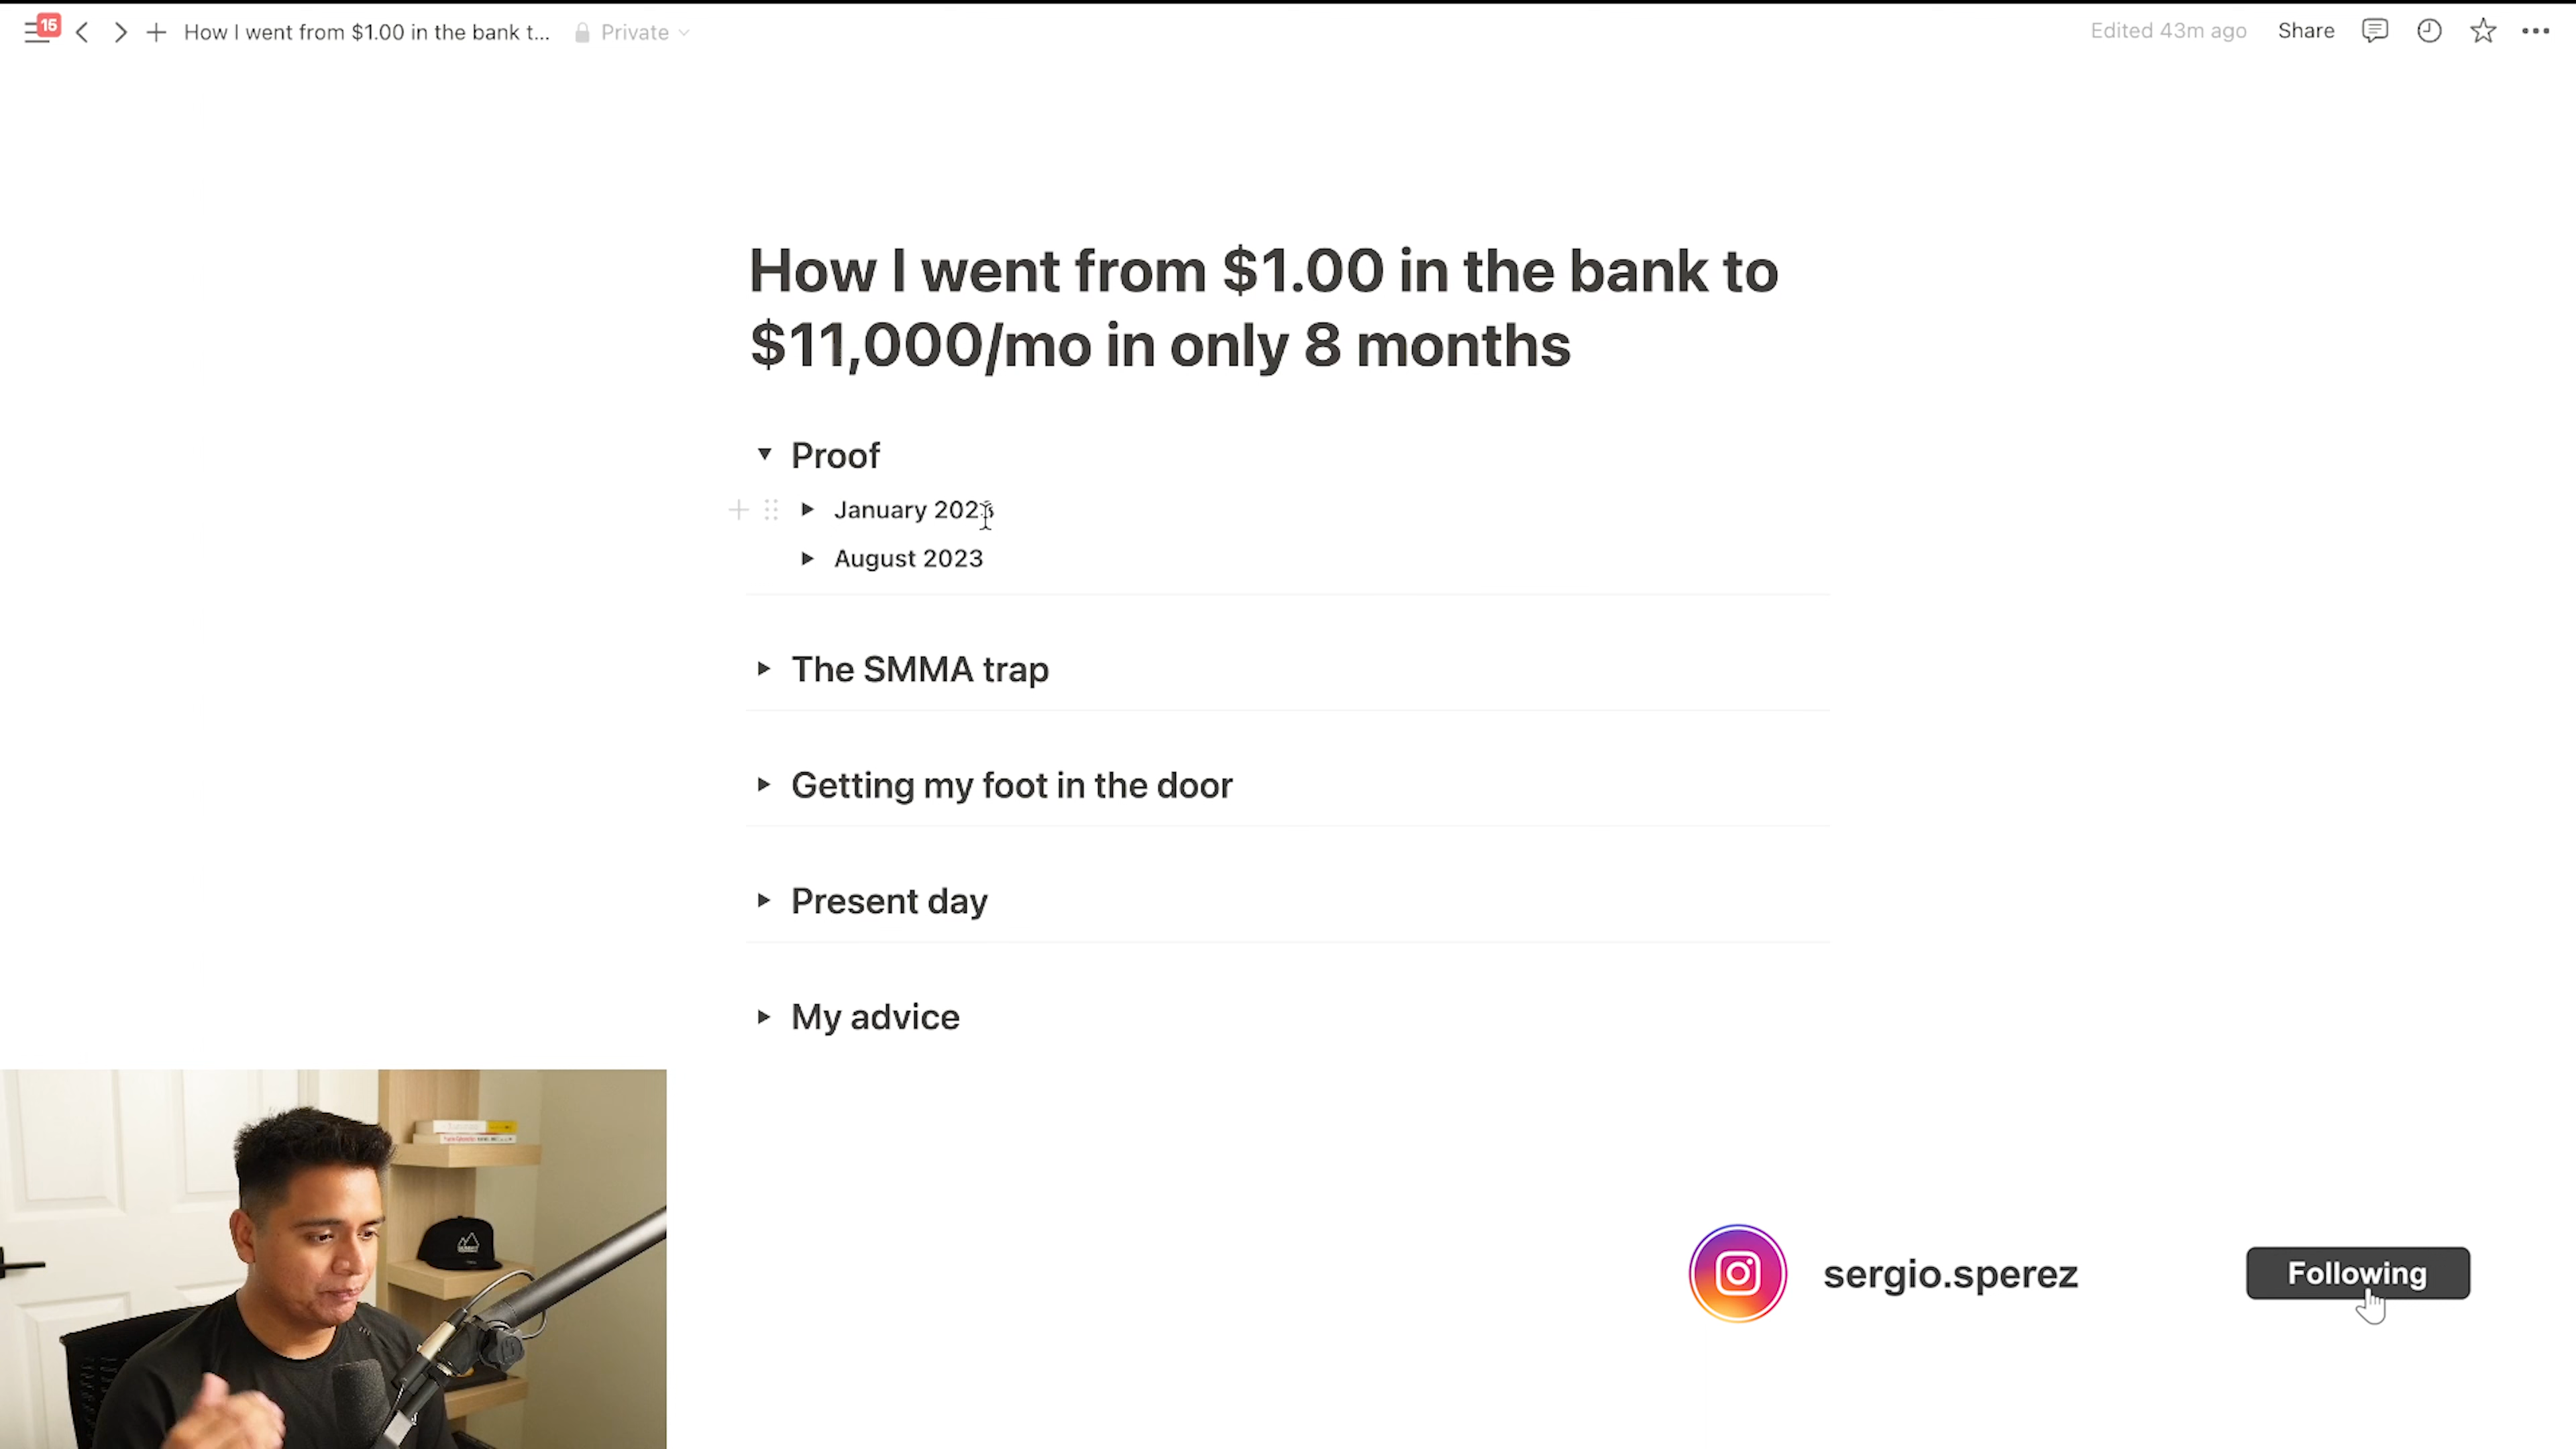 15
How I went from $1.00 in the bank t...
Private
Edited 43m ago
Share
How I went from $1.00 in the bank to
$11,000/mo in only 8 months
Proof
January 2023
August 2023
The SMMA trap
Getting my foot in the door
Present day
My advice
sergio.sperez
Following